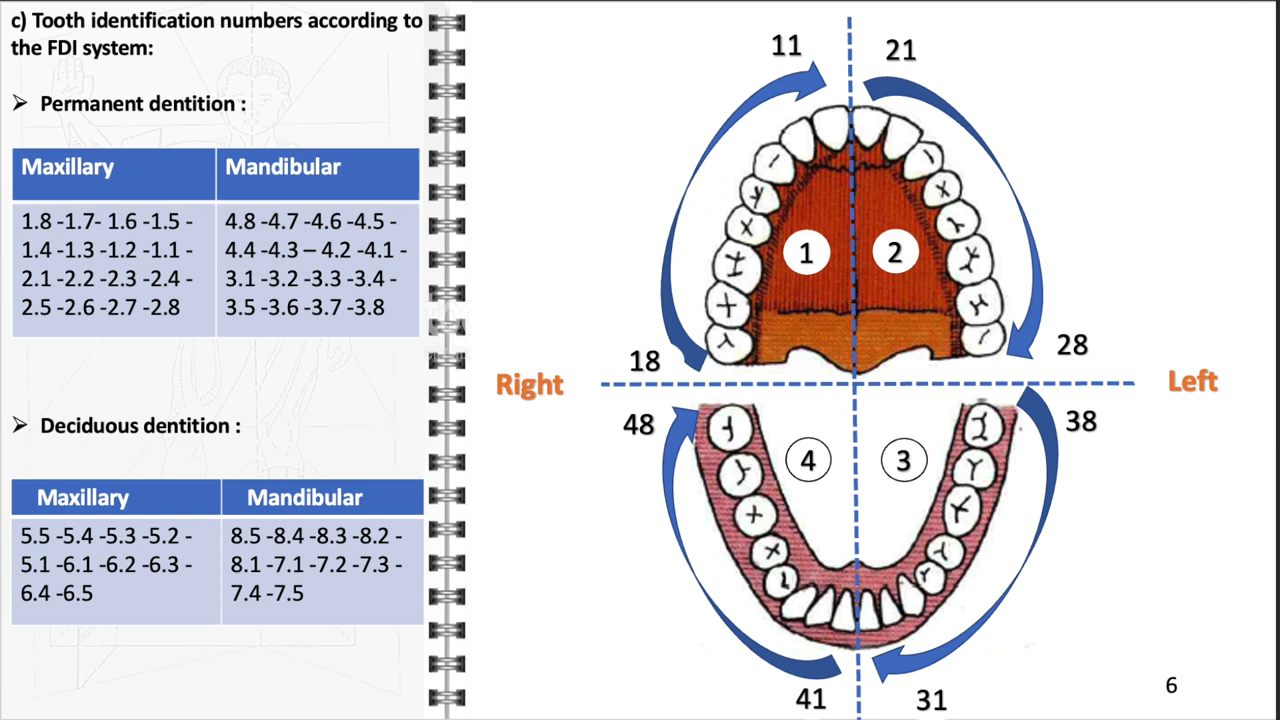 c) Tooth identification numbers according to
the FDI system:
➢ Permanent dentition :
Maxillary
Mandibular
1.8 -1.7- 1.6 -1.5 -
1.4 -1.3 -1.2 -1.1 -
2.1 -2.2 -2.3 -2.4 -
2.5 -2.6 -2.7 -2.8
4.8 -4.7 -4.6 -4.5 -
4.4 -4.3 – 4.2 -4.1 -
3.1 -3.2 -3.3 -3.4 -
3.5 -3.6 -3.7 -3.8
➢ Deciduous dentition :
Maxillary
Mandibular
5.5 -5.4 -5.3 -5.2 -
5.1 -6.1 -6.2 -6.3 -
6.4 -6.5
8.5 -8.4 -8.3 -8.2 -
8.1 -7.1 -7.2 -7.3 -
7.4 -7.5
11
21
1
2
18
28
Right
Left
48
38
4
3
41
31
6